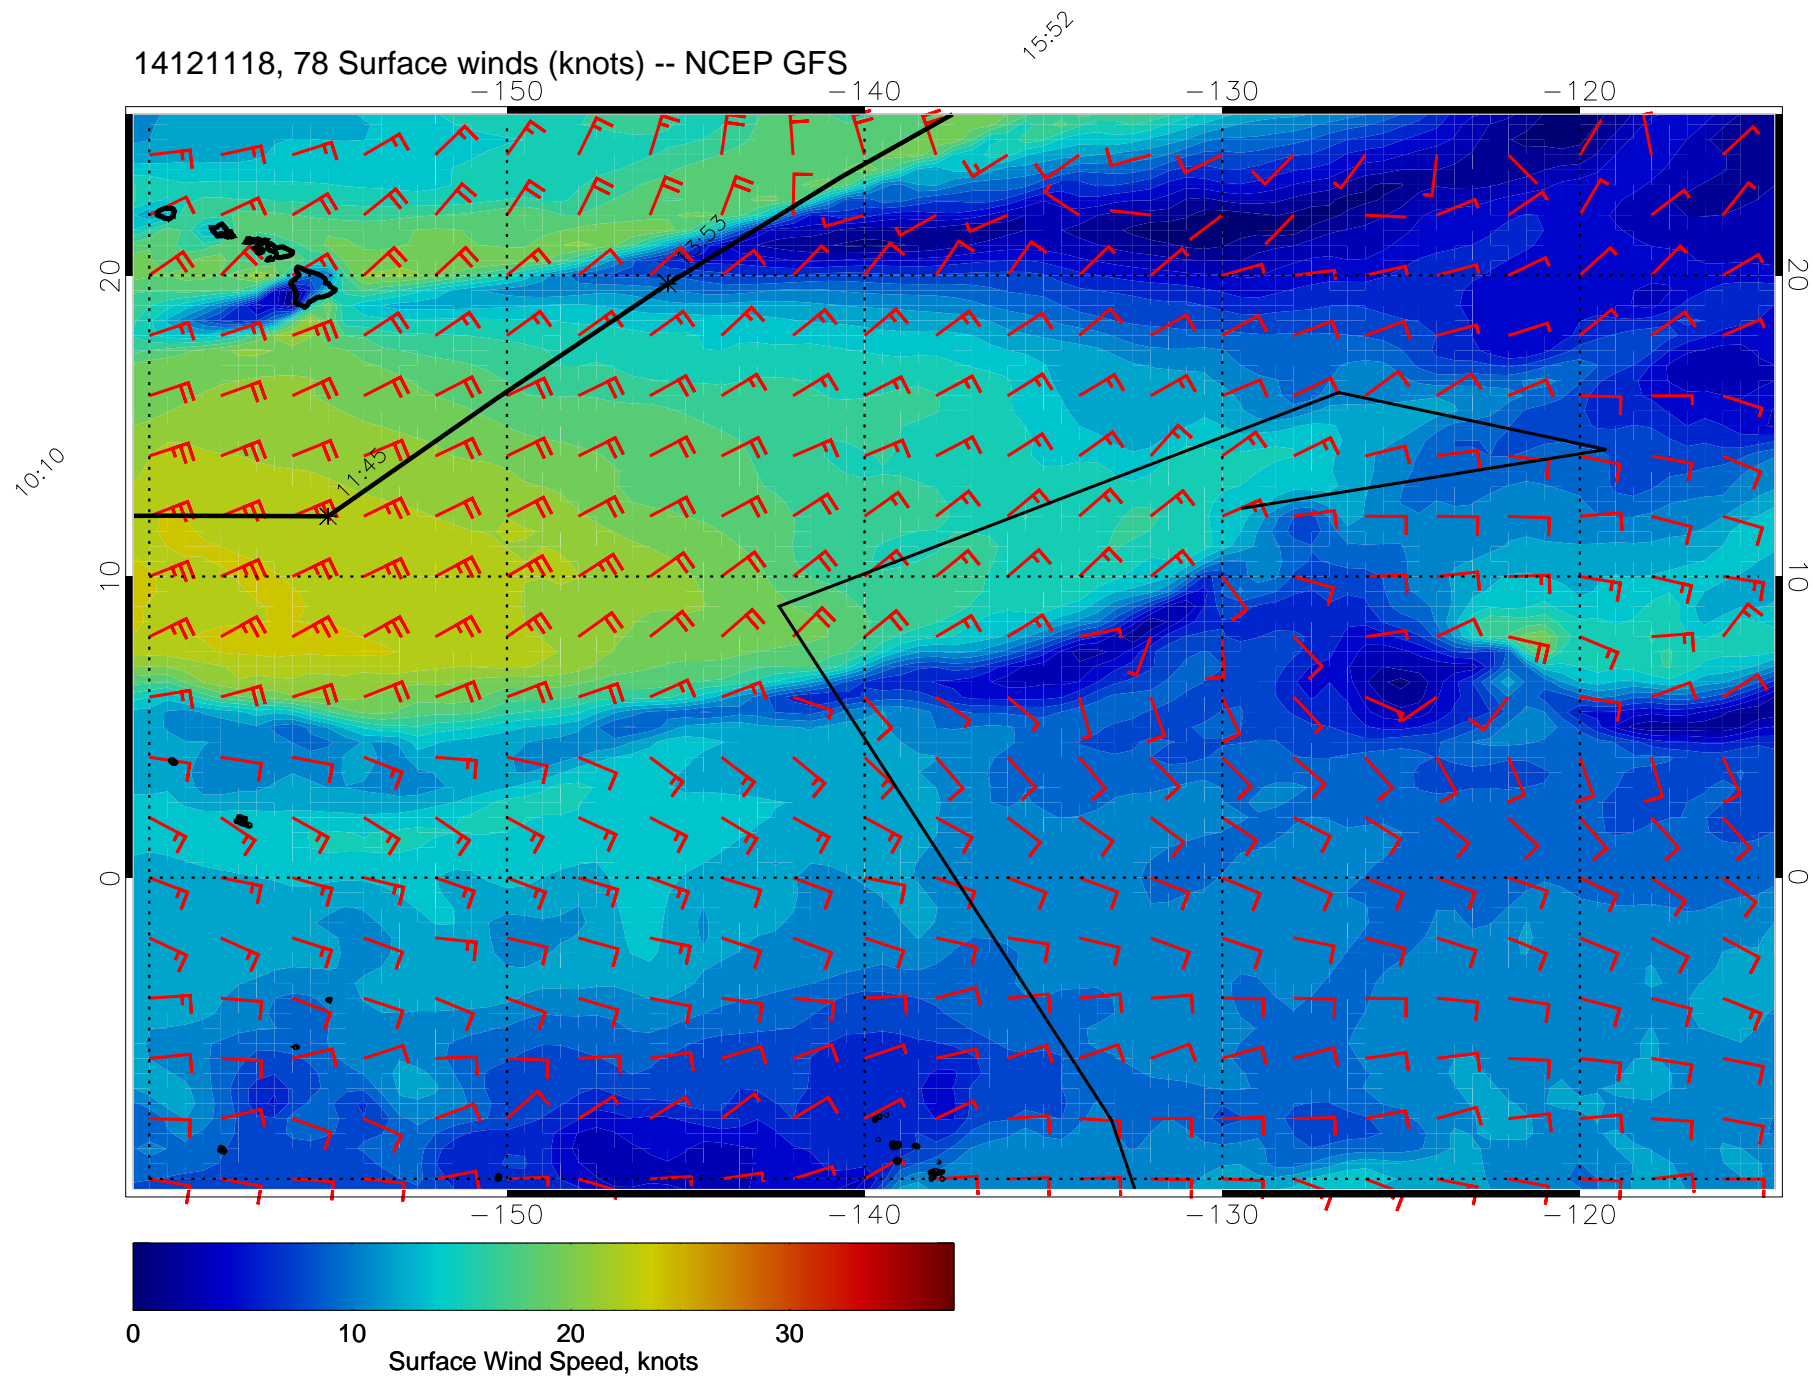 15:52
14121118, 78 Surface winds (knots) -- NCEP GFS
−150 −140 −130 −120
20 20
13:53
11:45
10:10
10 10
0 0
−150 −140 −130 −120
0 10 20 30
Surface Wind Speed, knots